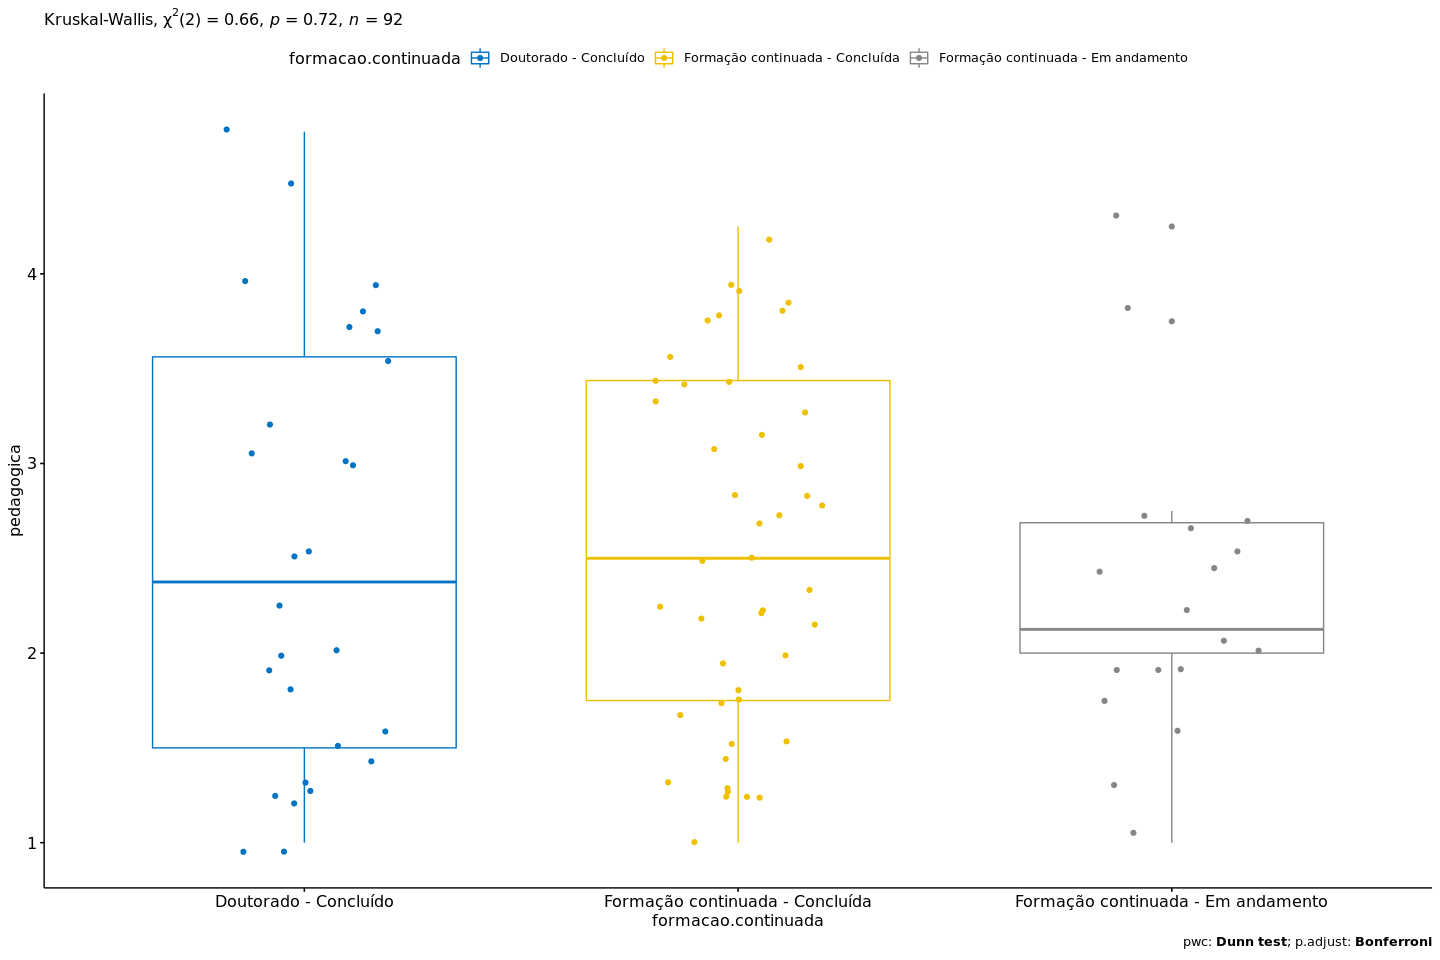 Kruskal-Wallis, χ²(2) = 0.66, p = 0.72, n = 92
formacao.continuada Doutorado - Concluído Formação continuada - Concluída Formação continuada - Em andamento
pedagogica
4
3
2
1
Doutorado - Concluído Formação continuada - Concluída Formação continuada - Em andamento
formacao.continuada
pwc: Dunn test; p.adjust: Bonferroni